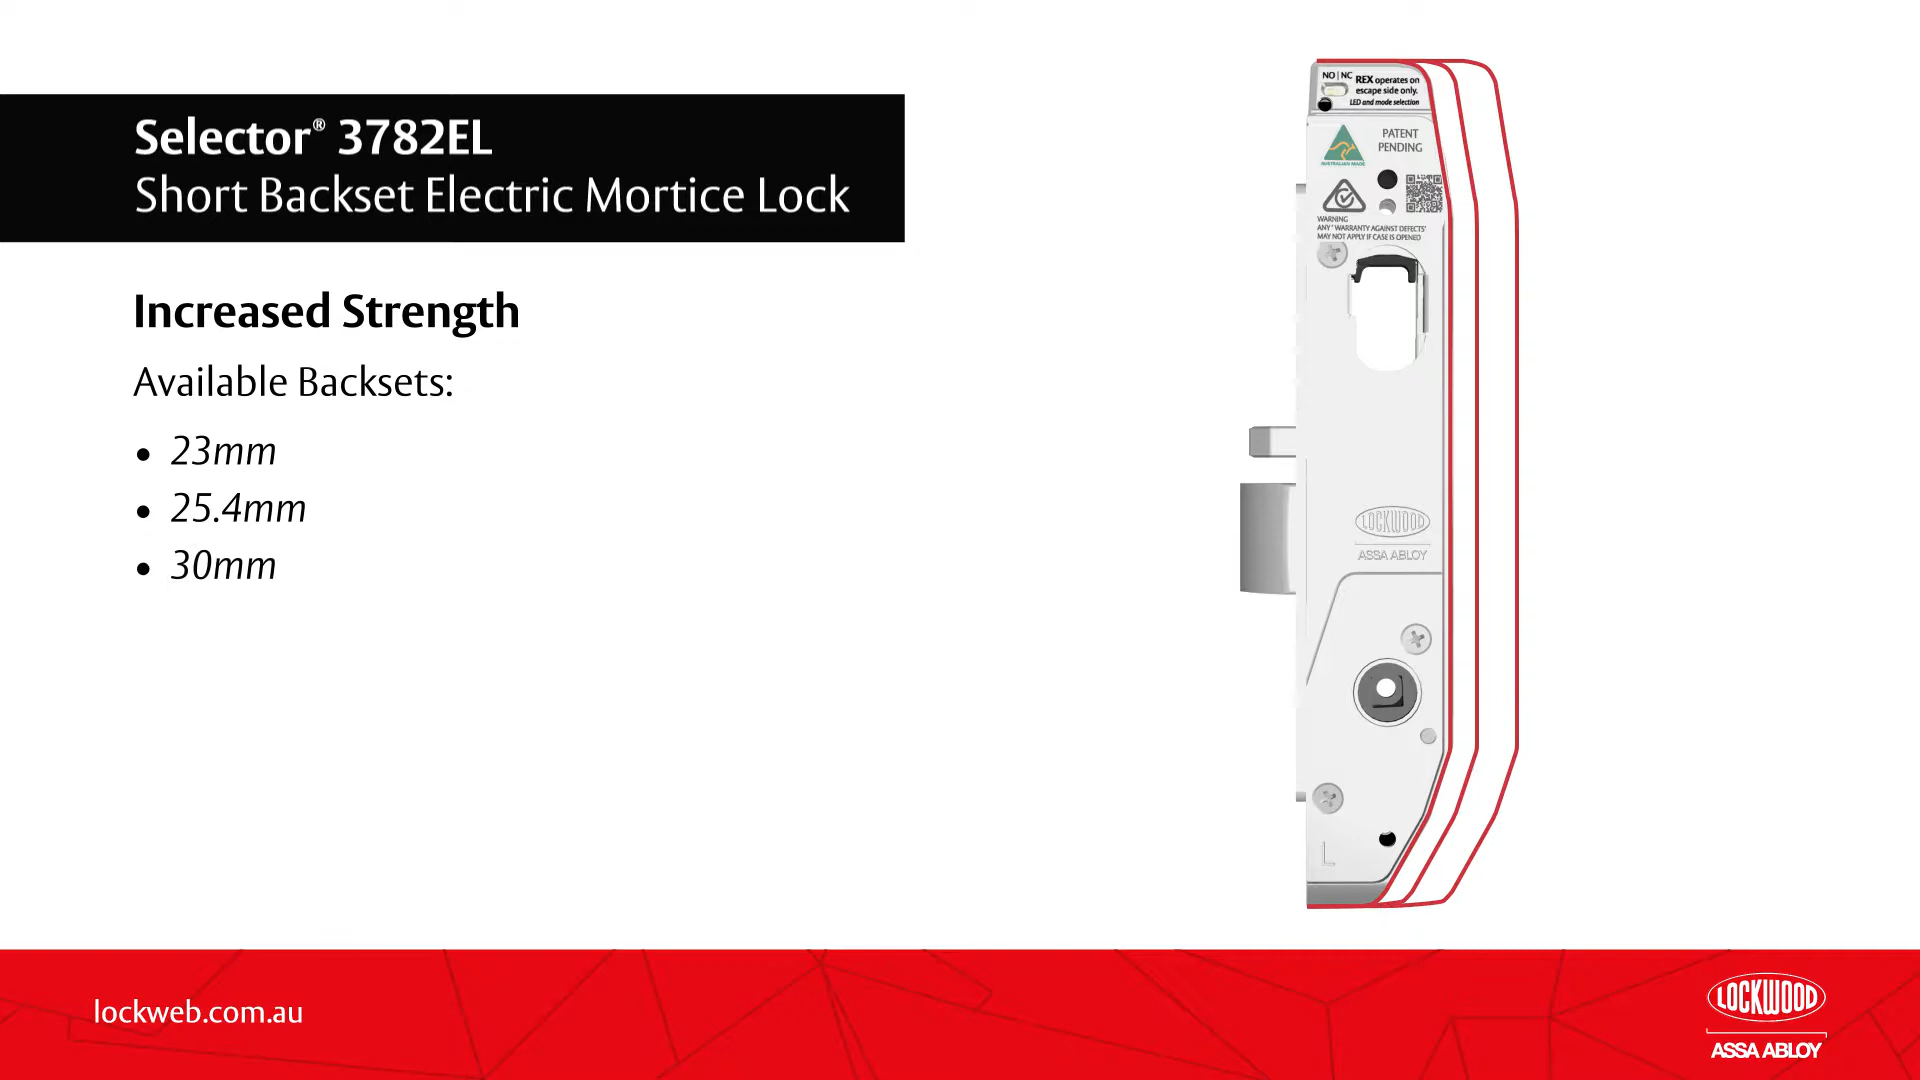 Selector® 3782EL
Short Backset Electric Mortice Lock
Increased Strength
Available Backsets:
• 23mm
• 25.4mm
• 30mm
NO | NC
REX operates on
escape side only.
LED and mode selection
AUSTRALIAN MADE
PATENT
PENDING
WARNING
ANY "WARRANTY AGAINST DEFECTS"
MAY NOT APPLY IF CASE IS OPENED
LOCKWOOD
ASSA ABLOY
L
lockweb.com.au
LOCKWOOD
ASSA ABLOY